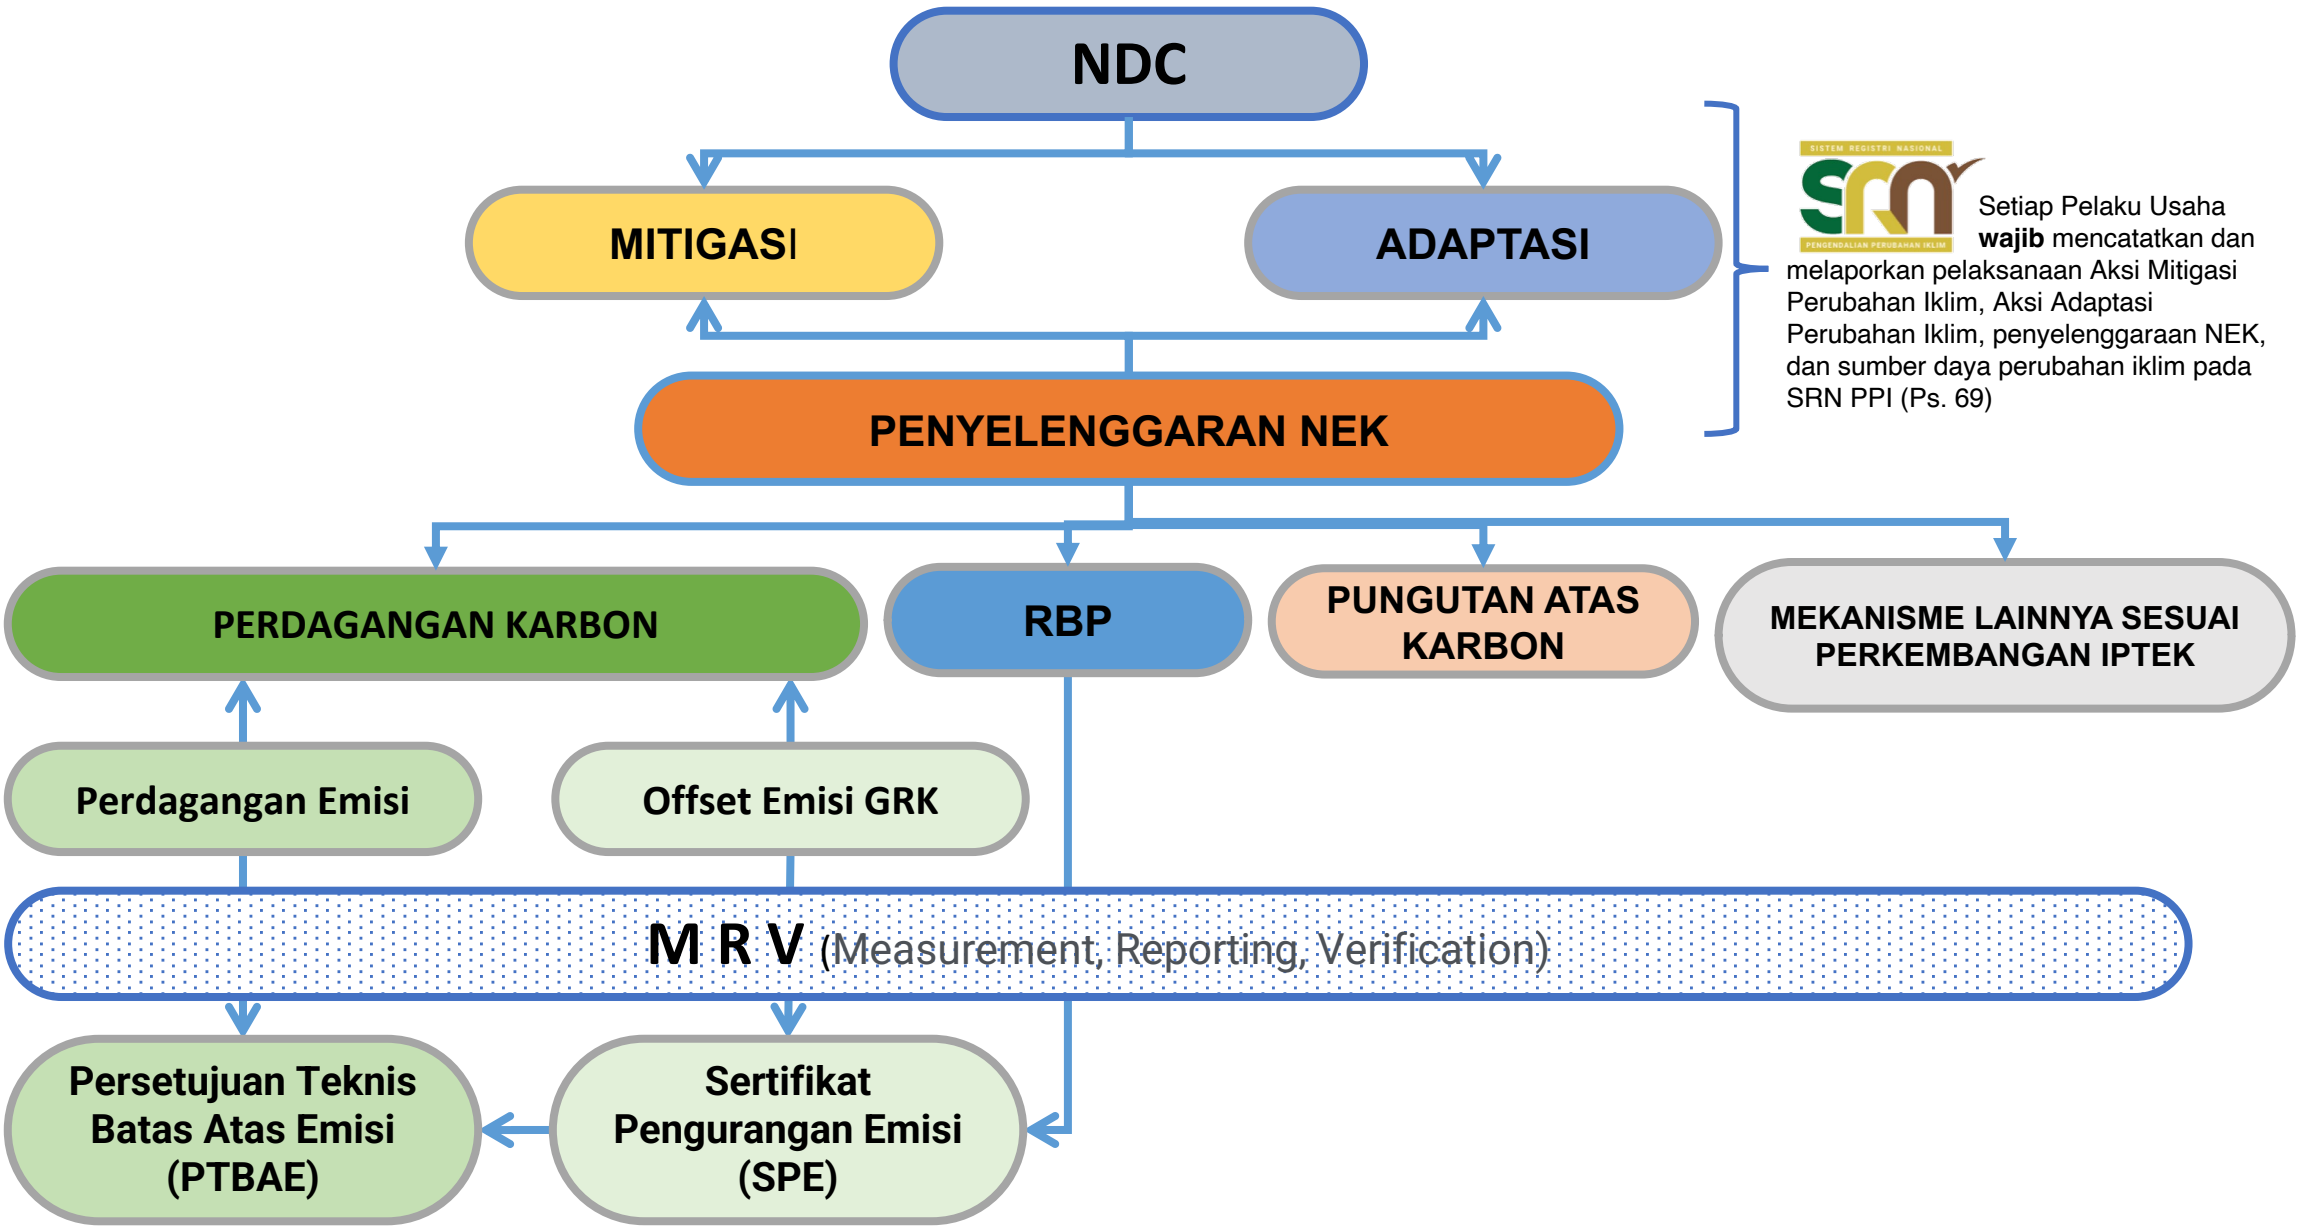 NDC
MITIGASI
ADAPTASI
SISTEM REGISTRI NASIONAL
srn
PENGENDALIAN PERUBAHAN IKLIM
Setiap Pelaku Usaha
wajib mencatatkan dan
melaporkan pelaksanaan Aksi Mitigasi
Perubahan Iklim, Aksi Adaptasi
Perubahan Iklim, penyelenggaraan NEK,
dan sumber daya perubahan iklim pada
SRN PPI (Ps. 69)
PENYELENGGARAN NEK
PERDAGANGAN KARBON
RBP
PUNGUTAN ATAS
KARBON
MEKANISME LAINNYA SESUAI
PERKEMBANGAN IPTEK
Perdagangan Emisi
Offset Emisi GRK
M R V (Measurement, Reporting, Verification)
Persetujuan Teknis
Batas Atas Emisi
(PTBAE)
Sertifikat
Pengurangan Emisi
(SPE)